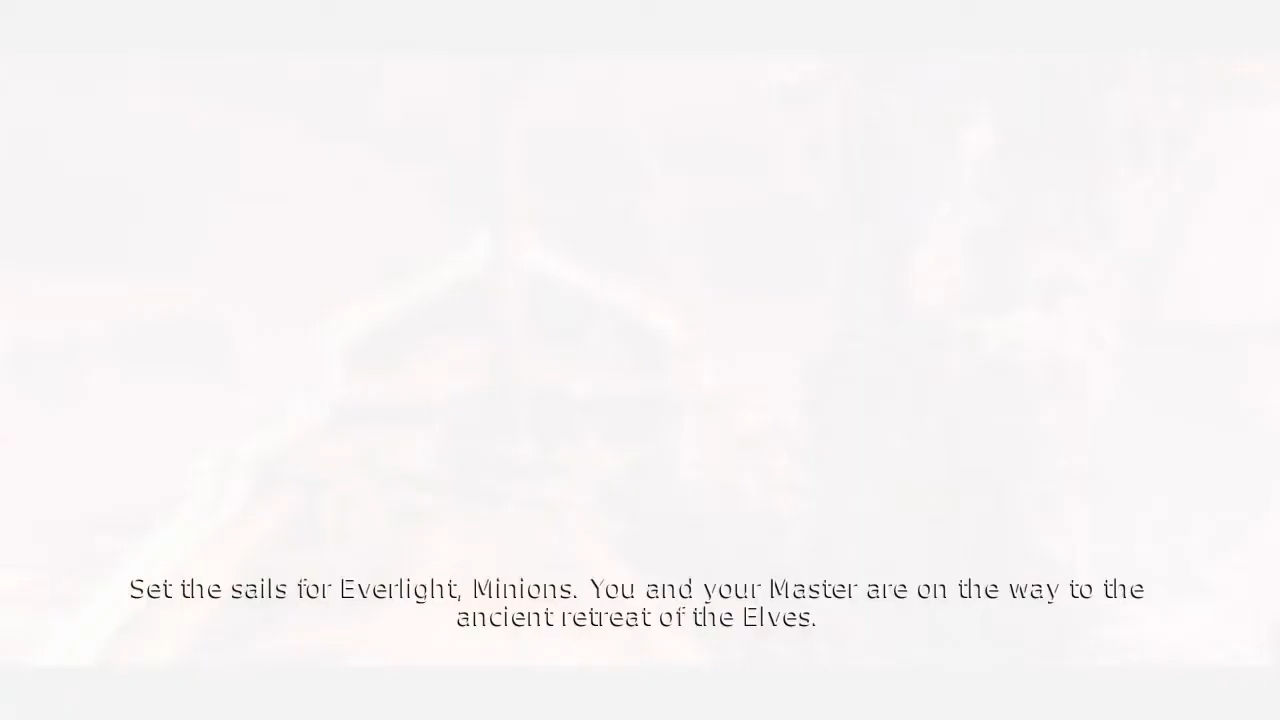 Set the sails for Everlight, Minions. You and your Master are on the way to the
ancient retreat of the Elves.